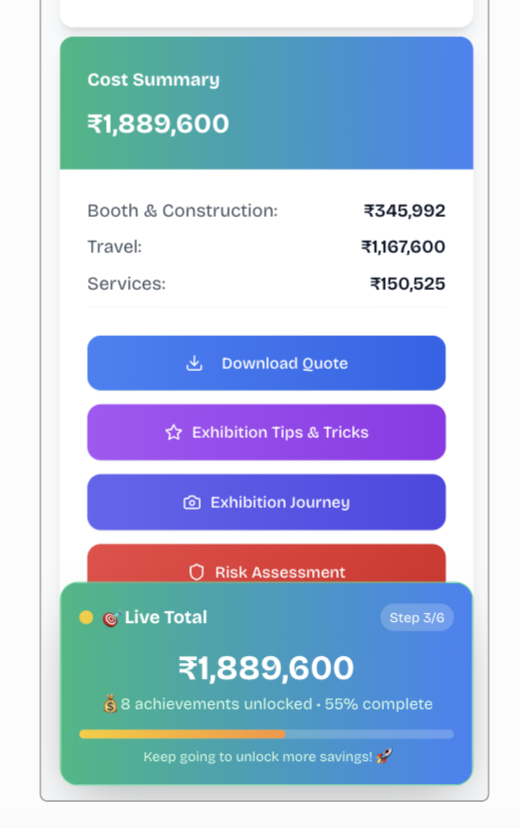 Cost Summary
₹1,889,600
Booth & Construction: ₹345,992
Travel: ₹1,167,600
Services: ₹150,525
Download Quote
Exhibition Tips & Tricks
Exhibition Journey
Risk Assessment
🎯 Live Total Step 3/6
₹1,889,600
💰8 achievements unlocked • 55% complete
Keep going to unlock more savings! 🚀